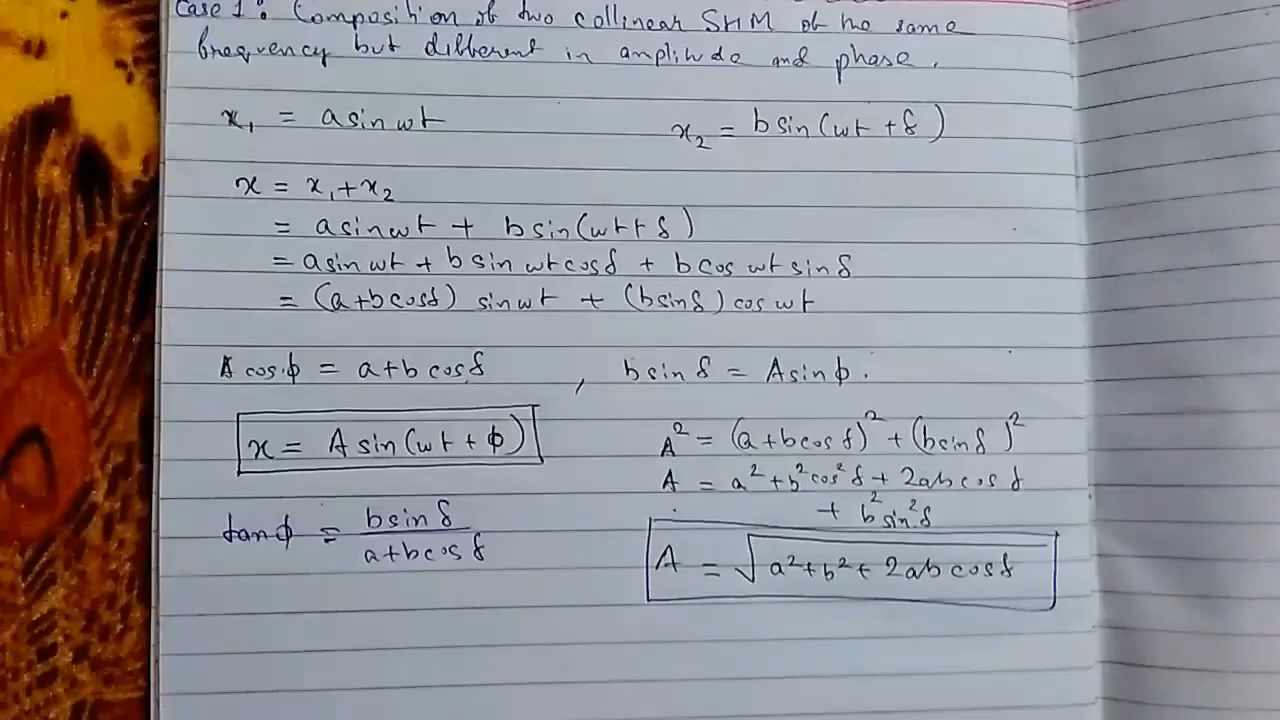 Case 1: Composition of two collinear SHM of the same
frequency but different in amplitude and phase.
x₁ = a sin ωt
x₂ = b sin(ωt + δ)
x = x₁+x₂
= a sin ωt + b sin(ωt + δ)
= a sin ωt + b sin ωt cos δ + b cos ωt sin δ
= (a+b cos δ) sin ωt + (b sin δ) cos ωt
A cos ϕ = a+b cos δ , b sin δ = A sin ϕ.
x = A sin(ωt + ϕ)
A² = (a+b cos δ)² + (b sin δ)²
A = a² + b² cos² δ + 2ab cos δ
+ b² sin² δ
tan ϕ = b sin δ / a+b cos δ
A = √a²+b²+ 2ab cos δ